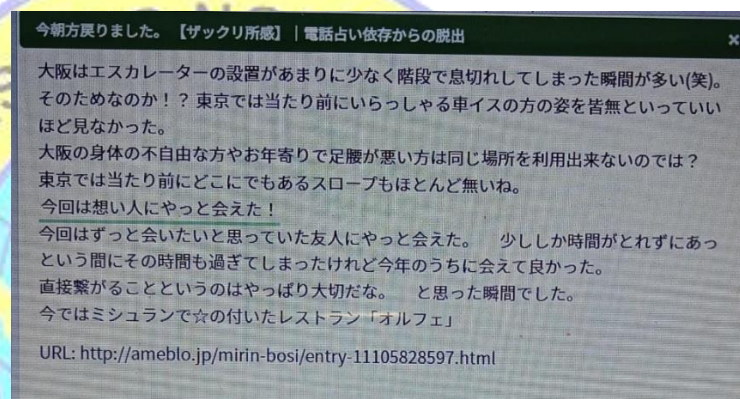 今朝方戻りました。 【ザックリ所感】｜電話占い依存からの脱出
×
大阪はエスカレーターの設置があまりに少なく階段で息切れしてしまった瞬間が多い(笑)。
そのためなのか！？東京では当たり前にいらっしゃる車イスの方の姿を皆無といっていい
ほど見なかった。
大阪の身体の不自由な方やお年寄りで足腰が悪い方は同じ場所を利用出来ないのでは？
東京では当たり前にどこにでもあるスロープもほとんど無いね。
今回は想い人にやっと会えた！
今回はずっと会いたいと思っていた友人にやっと会えた。　少ししか時間がとれずにあっ
という間にその時間も過ぎてしまったけれど今年のうちに会えて良かった。
直接繋がることというのはやっぱり大切だな。　と思った瞬間でした。
今ではミシュランで☆の付いたレストラン「オルフェ」
URL: http://ameblo.jp/mirin-bosi/entry-11105828597.html